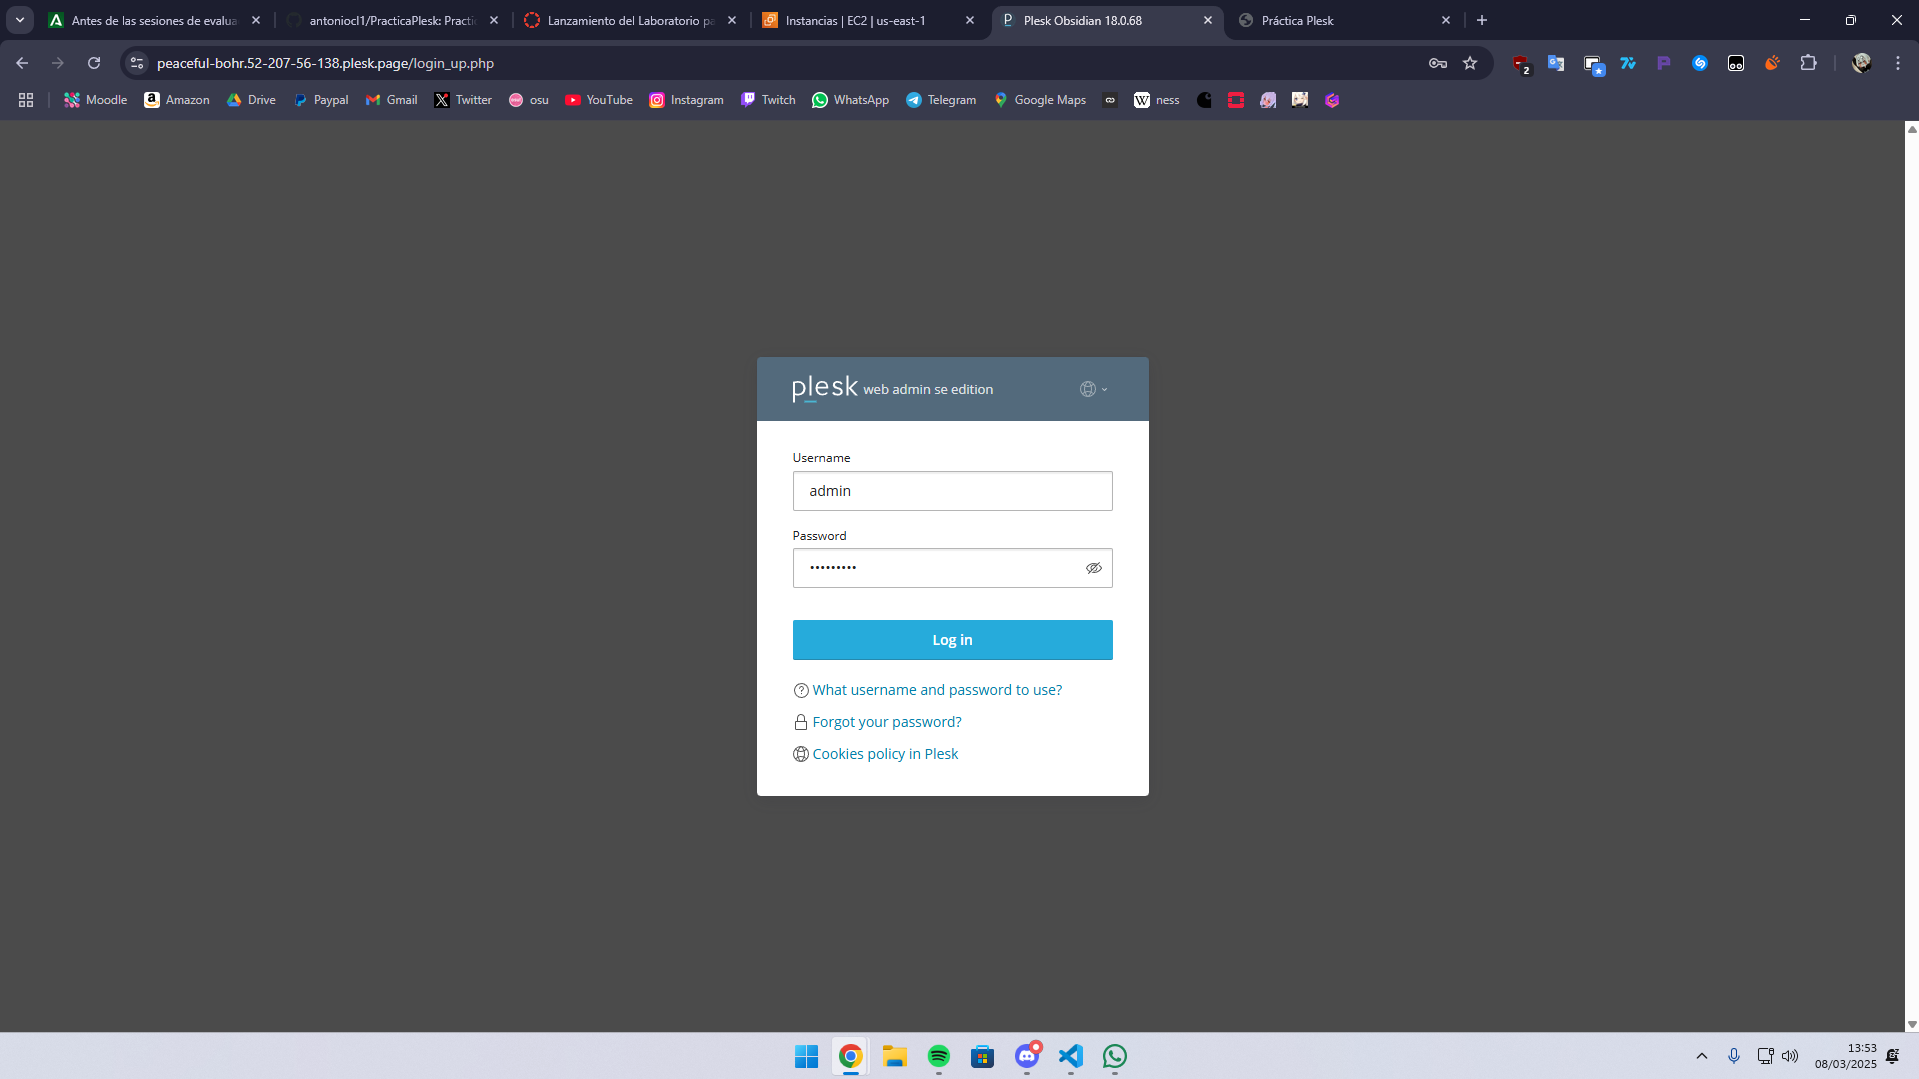 Antes de las sesiones de evalua
antoniocl1/PracticaPlesk: Practic
Lanzamiento del Laboratorio pa
Instancias | EC2 | us-east-1
Plesk Obsidian 18.0.68
Práctica Plesk
peaceful-bohr.52-207-56-138.plesk.page/login_up.php
2
Moodle
Amazon
Drive
Paypal
Gmail
Twitter
osu
YouTube
Instagram
Twitch
WhatsApp
Telegram
Google Maps
ness
plesk web admin se edition
Username
admin
Password
•••••••••
Log in
What username and password to use?
Forgot your password?
Cookies policy in Plesk
13:53
08/03/2025